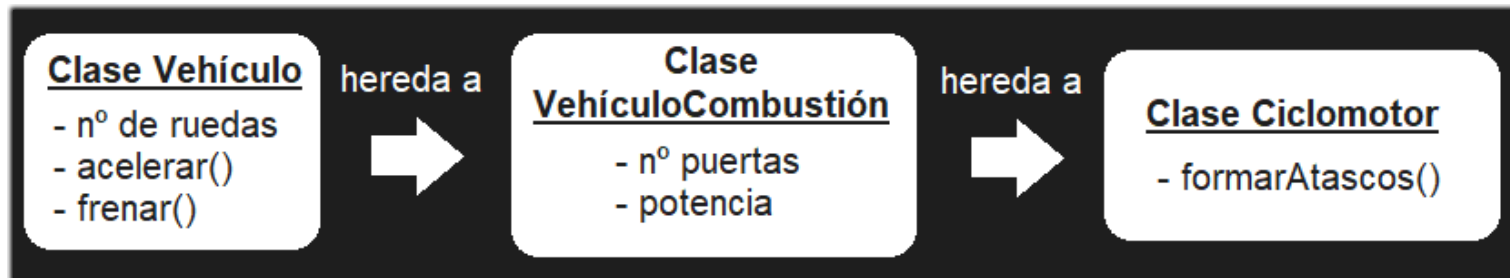 Clase Vehículo
- nº de ruedas
- acelerar()
- frenar()
hereda a
Clase
VehículoCombustión
- nº puertas
- potencia
hereda a
Clase Ciclomotor
- formarAtascos()